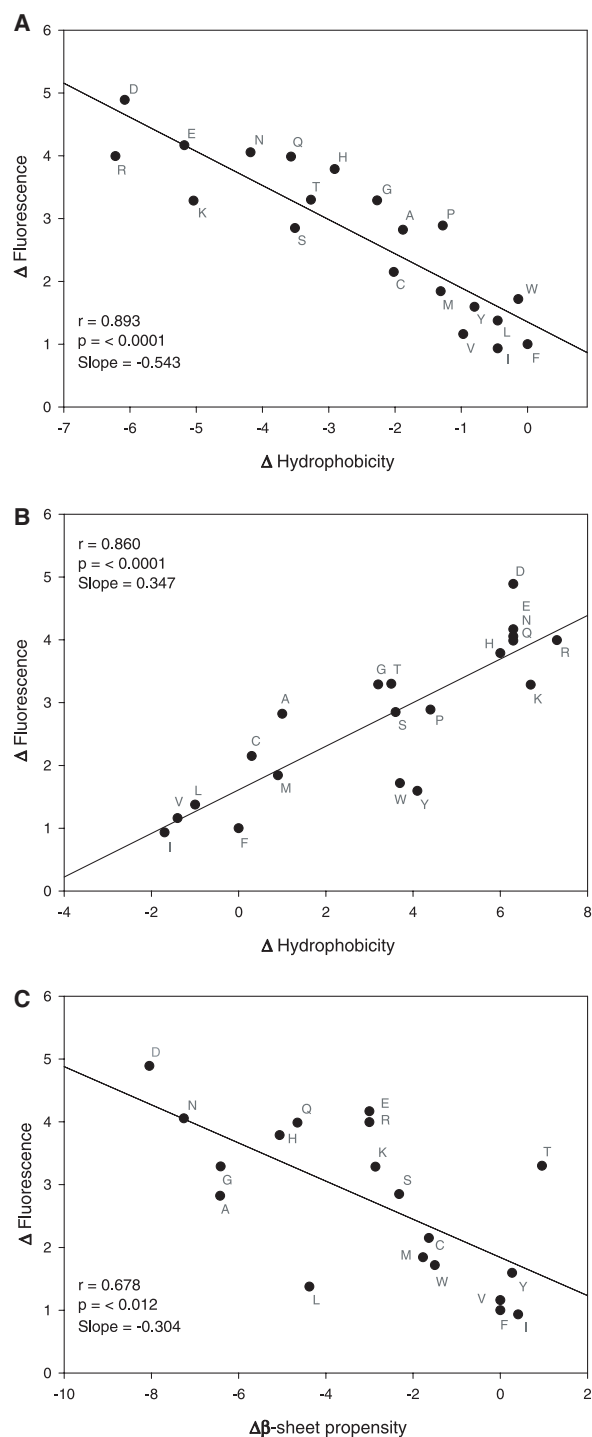 A
6
5
4
3
2
1
0
Δ Fluorescence
D
E
N
Q
H
R
K
T
G
S
A
P
C
M
W
Y
L
V
I
F
r = 0.893
p = < 0.0001
Slope = -0.543
-7 -6 -5 -4 -3 -2 -1 0
Δ Hydrophobicity
B
6
5
4
3
2
1
0
Δ Fluorescence
r = 0.860
p = < 0.0001
Slope = 0.347
D
E
N
Q
H
R
G T
K
A
S
P
C
M
W
Y
V
L
I
F
-4 -2 0 2 4 6 8
Δ Hydrophobicity
C
6
5
4
3
2
1
0
Δ Fluorescence
D
N
Q
E
R
H
K
T
G
A
S
C
M
W
L
Y
V
F
I
r = 0.678
p = < 0.012
Slope = -0.304
-10 -8 -6 -4 -2 0 2
Δβ-sheet propensity